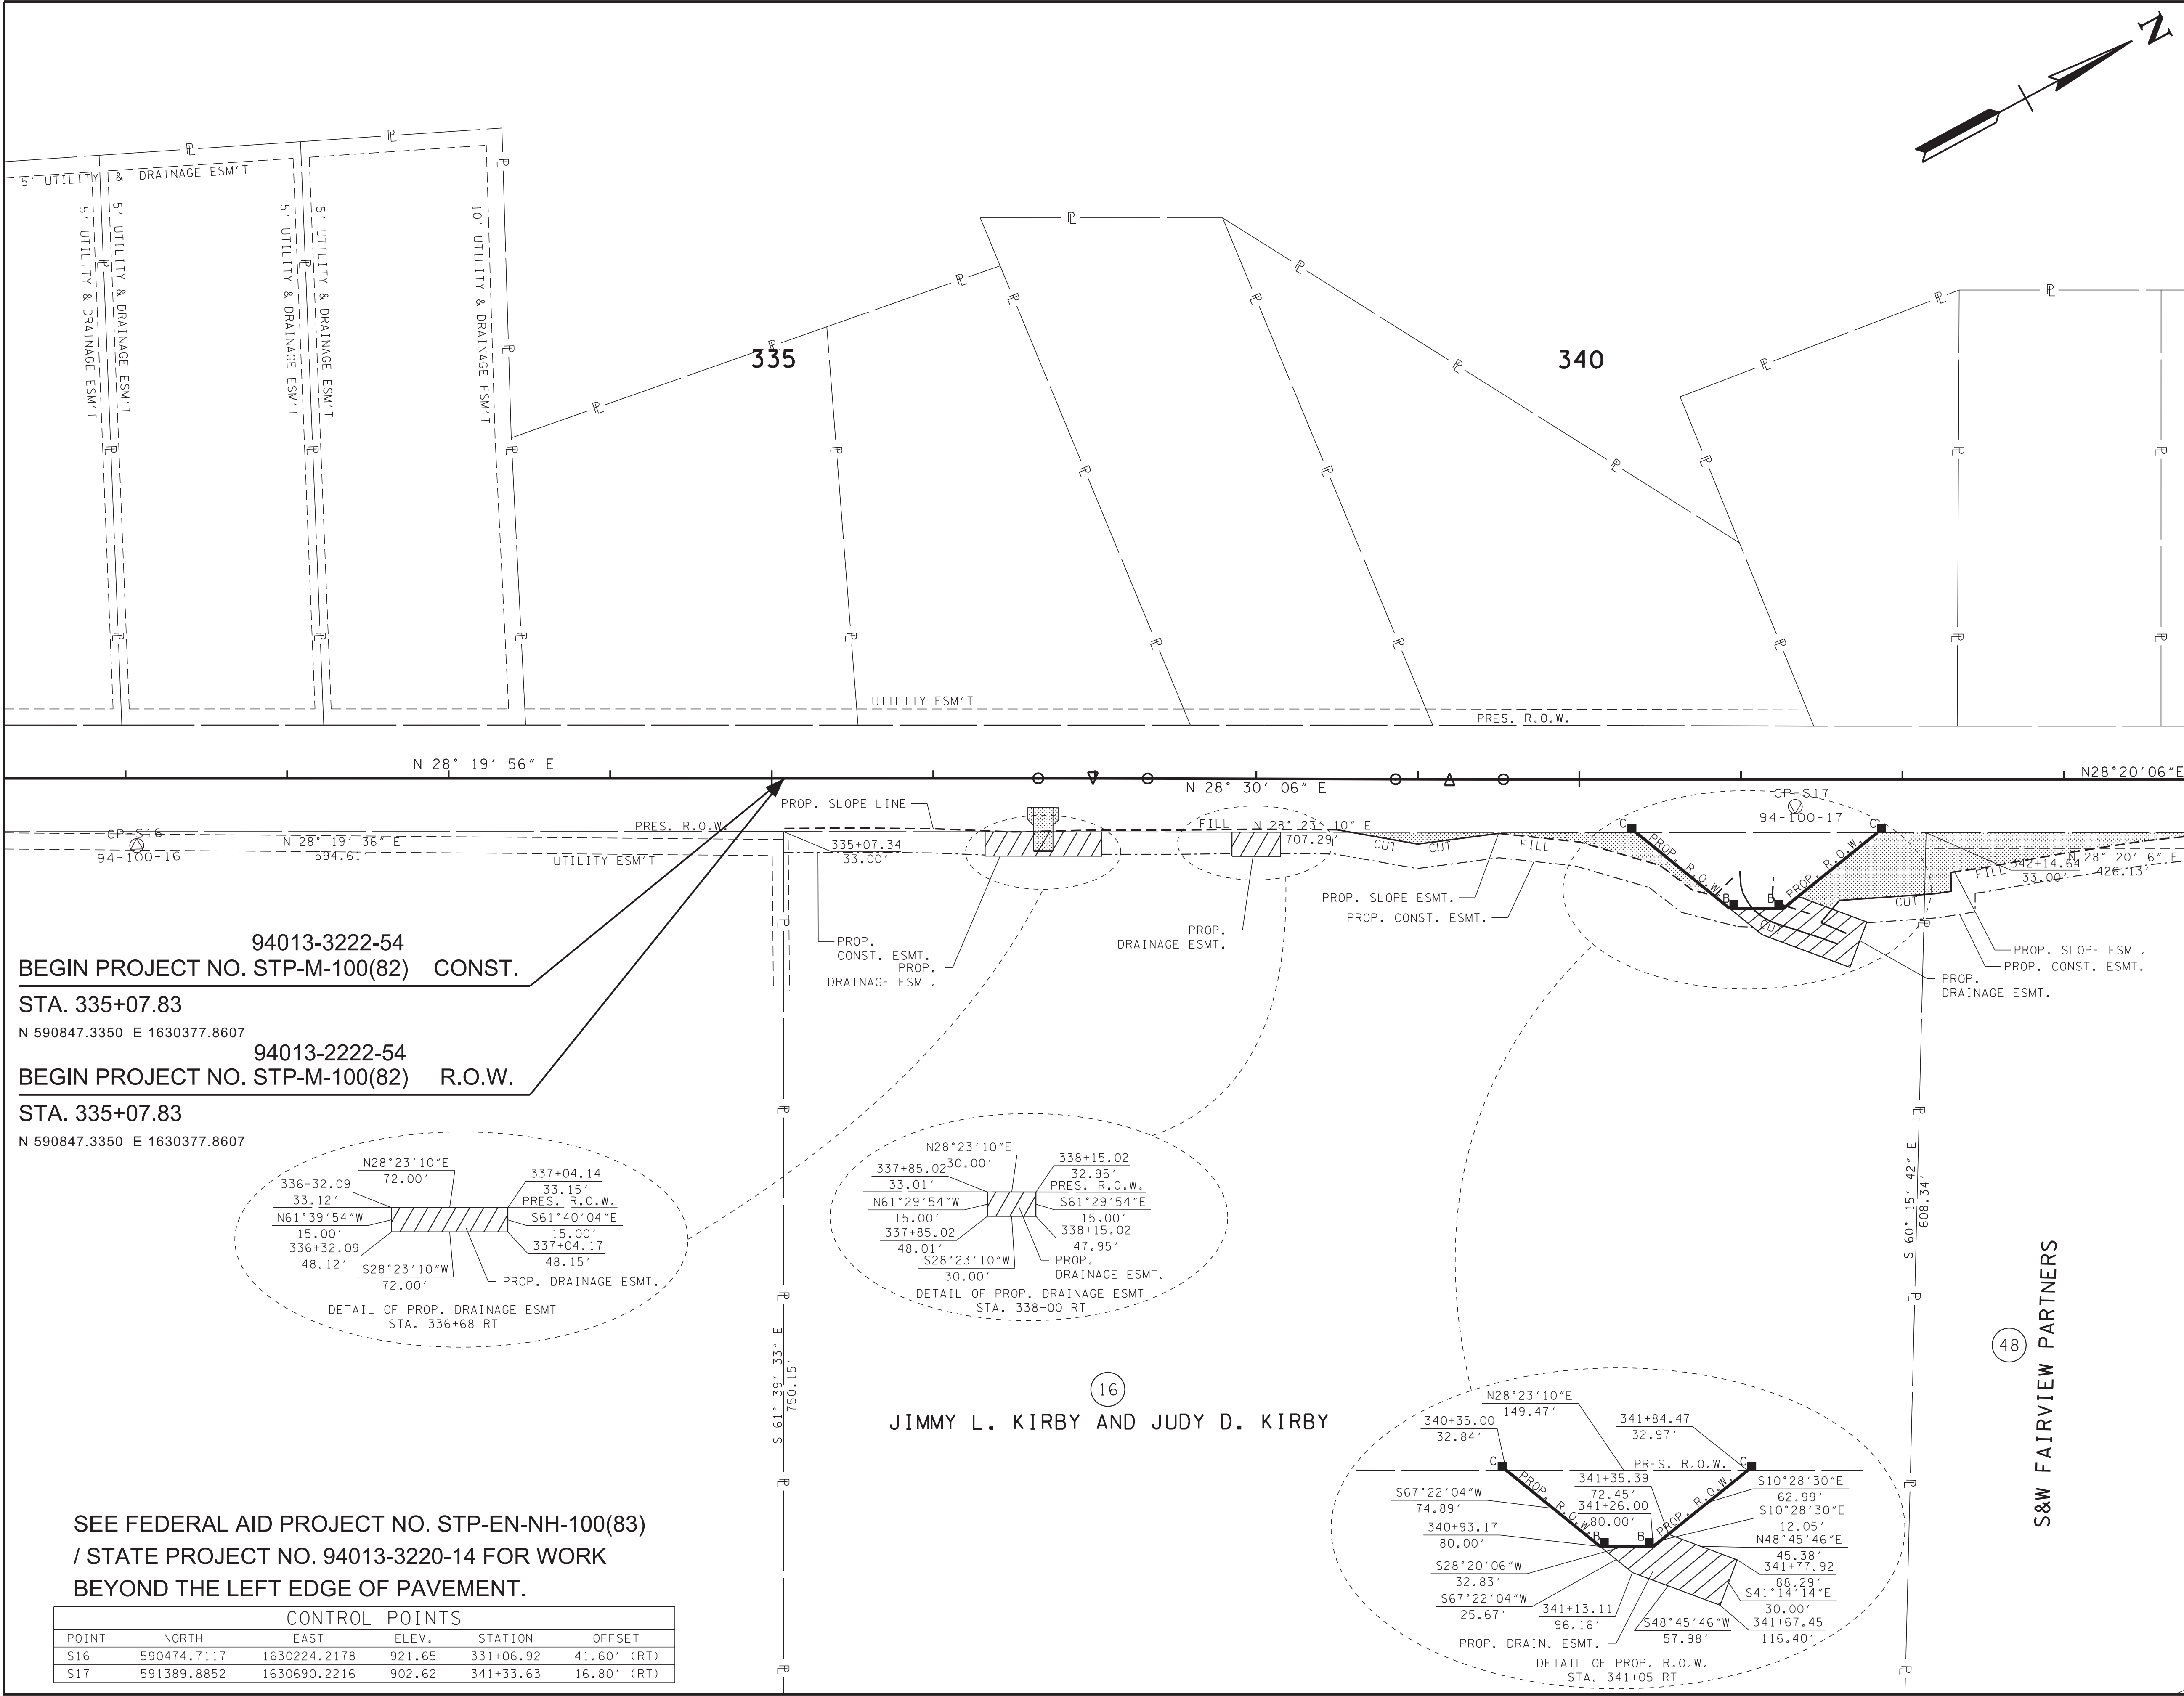 N
5' UTILITY & DRAINAGE ESM'T
5' UTILITY & DRAINAGE ESM'T
5' UTILITY & DRAINAGE ESM'T
5' UTILITY & DRAINAGE ESM'T
5' UTILITY & DRAINAGE ESM'T
10' UTILITY & DRAINAGE ESM'T
335
340
UTILITY ESM'T
PRES. R.O.W.
N 28° 19' 56" E
N 28° 30' 06" E
N28°20'06"E
PROP. SLOPE LINE
CP-S16
94-100-16
N 28° 19' 36" E
594.61'
PRES. R.O.W.
UTILITY ESM'T
335+07.34
33.00'
FILL
N 28° 23' 10" E
707.29'
CUT
CUT
FILL
CP-S17
94-100-17
C
C
PROP. R.O.W.
PROP. R.O.W.
B
B
CUT
342+14.64
33.00'
N 28° 20' 6" E
426.13'
FILL
CUT
PROP. SLOPE ESMT.
PROP. CONST. ESMT.
PROP.
CONST. ESMT.
PROP.
DRAINAGE ESMT.
PROP.
DRAINAGE ESMT.
PROP. SLOPE ESMT.
PROP. CONST. ESMT.
PROP.
DRAINAGE ESMT.
94013-3222-54
BEGIN PROJECT NO. STP-M-100(82) CONST.
STA. 335+07.83
N 590847.3350 E 1630377.8607
94013-2222-54
BEGIN PROJECT NO. STP-M-100(82) R.O.W.
STA. 335+07.83
N 590847.3350 E 1630377.8607
N28°23'10"E
72.00'
336+32.09
33.12'
337+04.14
33.15'
PRES. R.O.W.
N61°39'54"W
15.00'
S61°40'04"E
15.00'
336+32.09
48.12'
337+04.17
48.15'
S28°23'10"W
72.00'
PROP. DRAINAGE ESMT.
DETAIL OF PROP. DRAINAGE ESMT
STA. 336+68 RT
N28°23'10"E
30.00'
337+85.02
33.01'
338+15.02
32.95'
PRES. R.O.W.
N61°29'54"W
15.00'
S61°29'54"E
15.00'
337+85.02
48.01'
338+15.02
47.95'
S28°23'10"W
30.00'
PROP.
DRAINAGE ESMT.
DETAIL OF PROP. DRAINAGE ESMT
STA. 338+00 RT
S 61° 39' 33" E
750.15'
S 60° 15' 42" E
608.34'
16
JIMMY L. KIRBY AND JUDY D. KIRBY
48
S&W FAIRVIEW PARTNERS
N28°23'10"E
149.47'
340+35.00
32.84'
341+84.47
32.97'
C
C
PRES. R.O.W.
PROP. R.O.W.
PROP. R.O.W.
341+35.39
72.45'
341+26.00
80.00'
B
B
S67°22'04"W
74.89'
340+93.17
80.00'
S28°20'06"W
32.83'
S67°22'04"W
25.67'
341+13.11
96.16'
S10°28'30"E
62.99'
S10°28'30"E
12.05'
N48°45'46"E
45.38'
341+77.92
88.29'
S41°14'14"E
30.00'
341+67.45
116.40'
S48°45'46"W
57.98'
PROP. DRAIN. ESMT.
DETAIL OF PROP. R.O.W.
STA. 341+05 RT
SEE FEDERAL AID PROJECT NO. STP-EN-NH-100(83)
/ STATE PROJECT NO. 94013-3220-14 FOR WORK
BEYOND THE LEFT EDGE OF PAVEMENT.
CONTROL POINTS
POINT NORTH EAST ELEV. STATION OFFSET
S16 590474.7117 1630224.2178 921.65 331+06.92 41.60' (RT)
S17 591389.8852 1630690.2216 902.62 341+33.63 16.80' (RT)